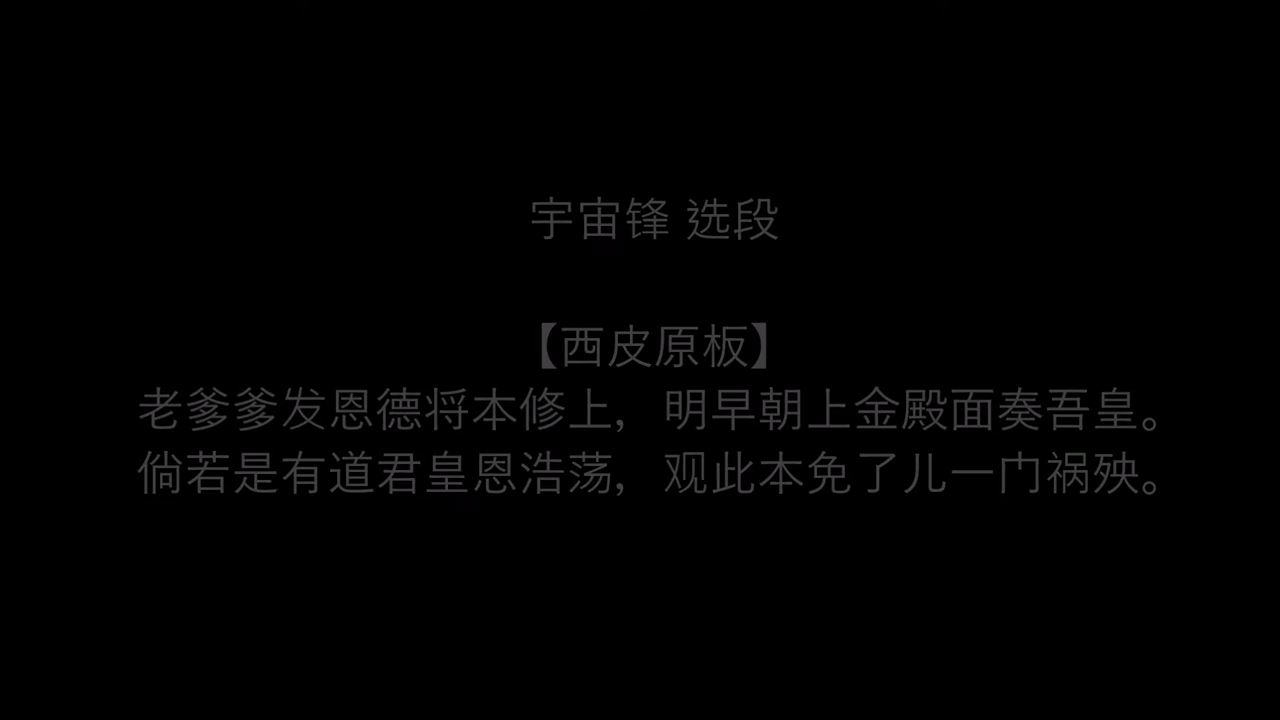 宇宙锋 选段
【西皮原板】
老爹爹发恩德将本修上，明早朝上金殿面奏吾皇。
倘若是有道君皇恩浩荡，观此本免了儿一门祸殃。